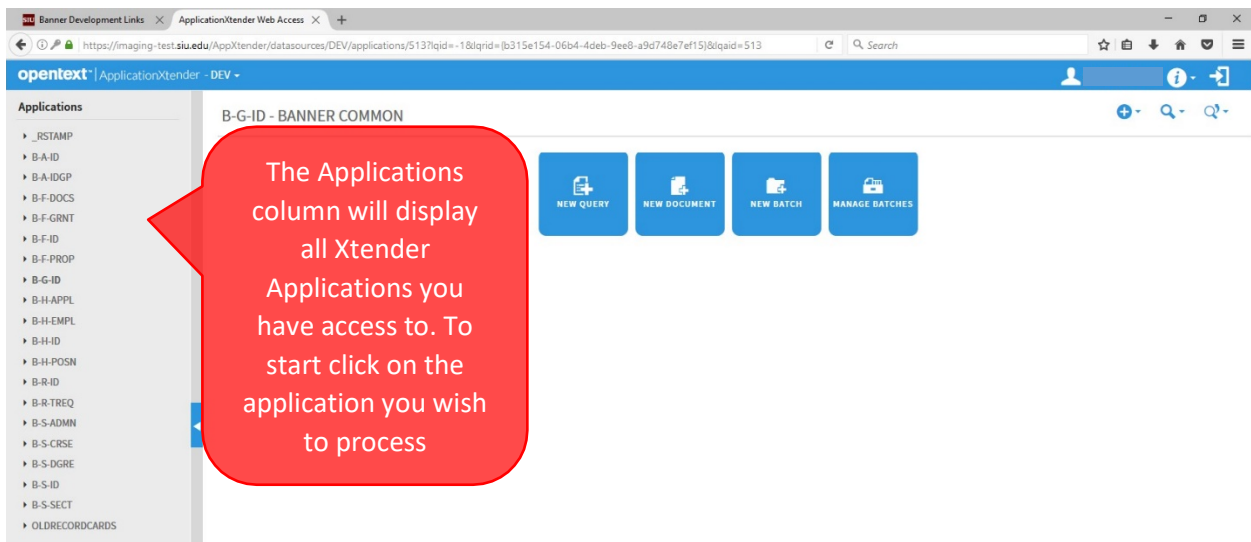 SIU Banner Development Links × ApplicationXtender Web Access × +
https://imaging-test.siu.edu/AppXtender/datasources/DEV/applications/513?lqid=-1&lqrid={b315e154-06b4-4deb-9ee8-a9d748e7ef15}&lqaid=513 Search
opentext™ | ApplicationXtender - DEV
Applications
B-G-ID - BANNER COMMON
_RSTAMP
B-A-ID
B-A-IDGP
B-F-DOCS
B-F-GRNT
B-F-ID
B-F-PROP
B-G-ID
B-H-APPL
B-H-EMPL
B-H-ID
B-H-POSN
B-R-ID
B-R-TREQ
B-S-ADMN
B-S-CRSE
B-S-DGRE
B-S-ID
B-S-SECT
OLDRECORDCARDS
The Applications
column will display
all Xtender
Applications you
have access to. To
start click on the
application you wish
to process
NEW QUERY NEW DOCUMENT NEW BATCH MANAGE BATCHES